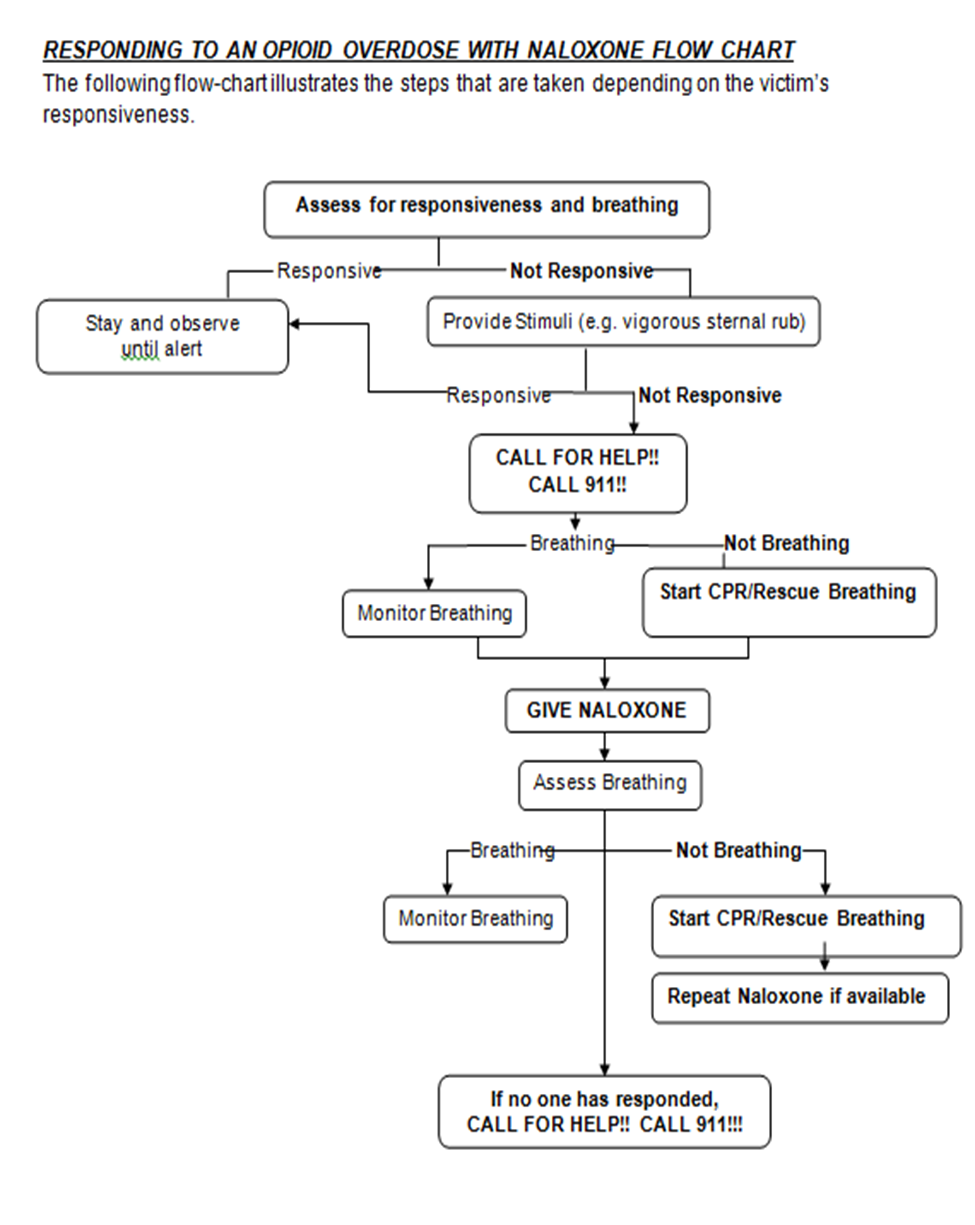 RESPONDING TO AN OPIOID OVERDOSE WITH NALOXONE FLOW CHART
The following flow-chart illustrates the steps that are taken depending on the victim's
responsiveness.
Assess for responsiveness and breathing
Responsive
Not Responsive
Stay and observe
until alert
Provide Stimuli (e.g. vigorous sternal rub)
Responsive
Not Responsive
CALL FOR HELP!!
CALL 911!!
Breathing
Not Breathing
Monitor Breathing
Start CPR/Rescue Breathing
GIVE NALOXONE
Assess Breathing
Breathing
Not Breathing
Monitor Breathing
Start CPR/Rescue Breathing
Repeat Naloxone if available
If no one has responded,
CALL FOR HELP!! CALL 911!!!